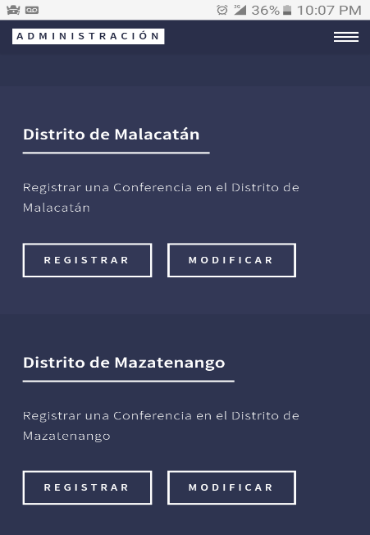 36% 10:07 PM
ADMINISTRACIÓN
Distrito de Malacatán
Registrar una Conferencia en el Distrito de
Malacatán
REGISTRAR MODIFICAR
Distrito de Mazatenango
Registrar una Conferencia en el Distrito de
Mazatenango
REGISTRAR MODIFICAR